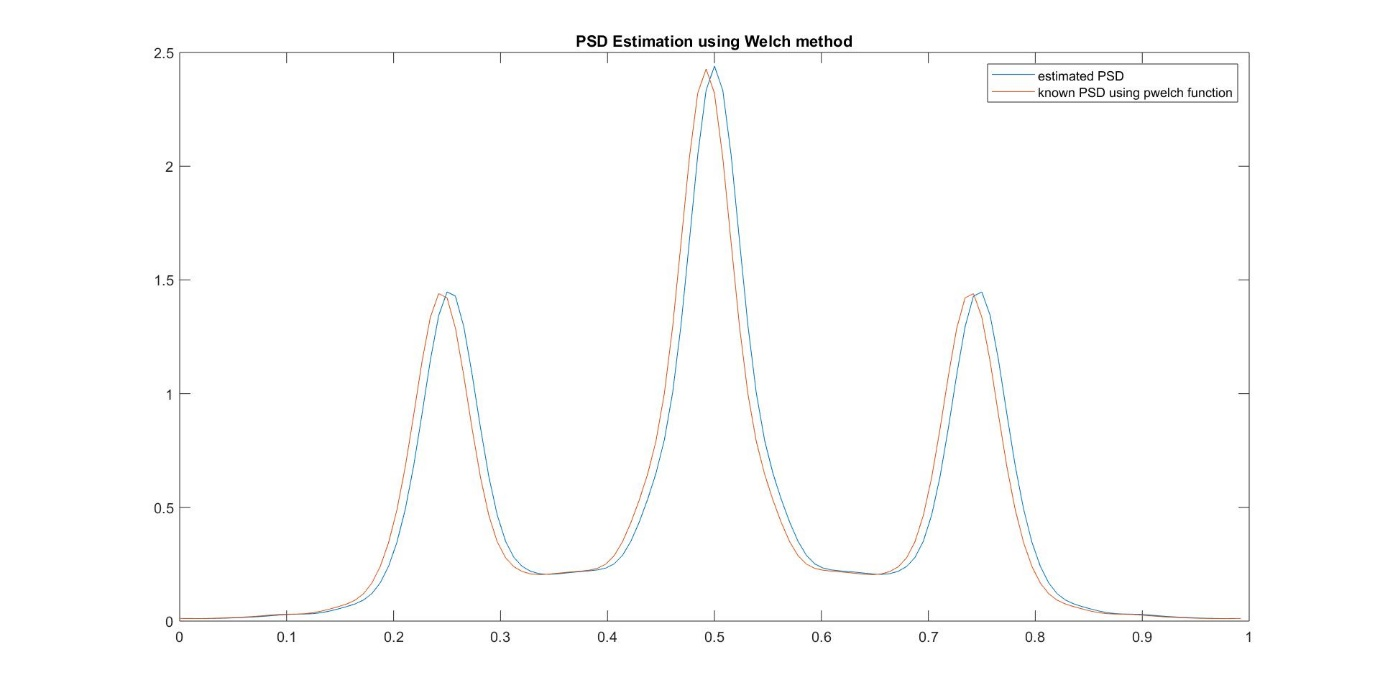 PSD Estimation using Welch method
estimated PSD
known PSD using pwelch function
2.5
2
1.5
1
0.5
0
0 0.1 0.2 0.3 0.4 0.5 0.6 0.7 0.8 0.9 1